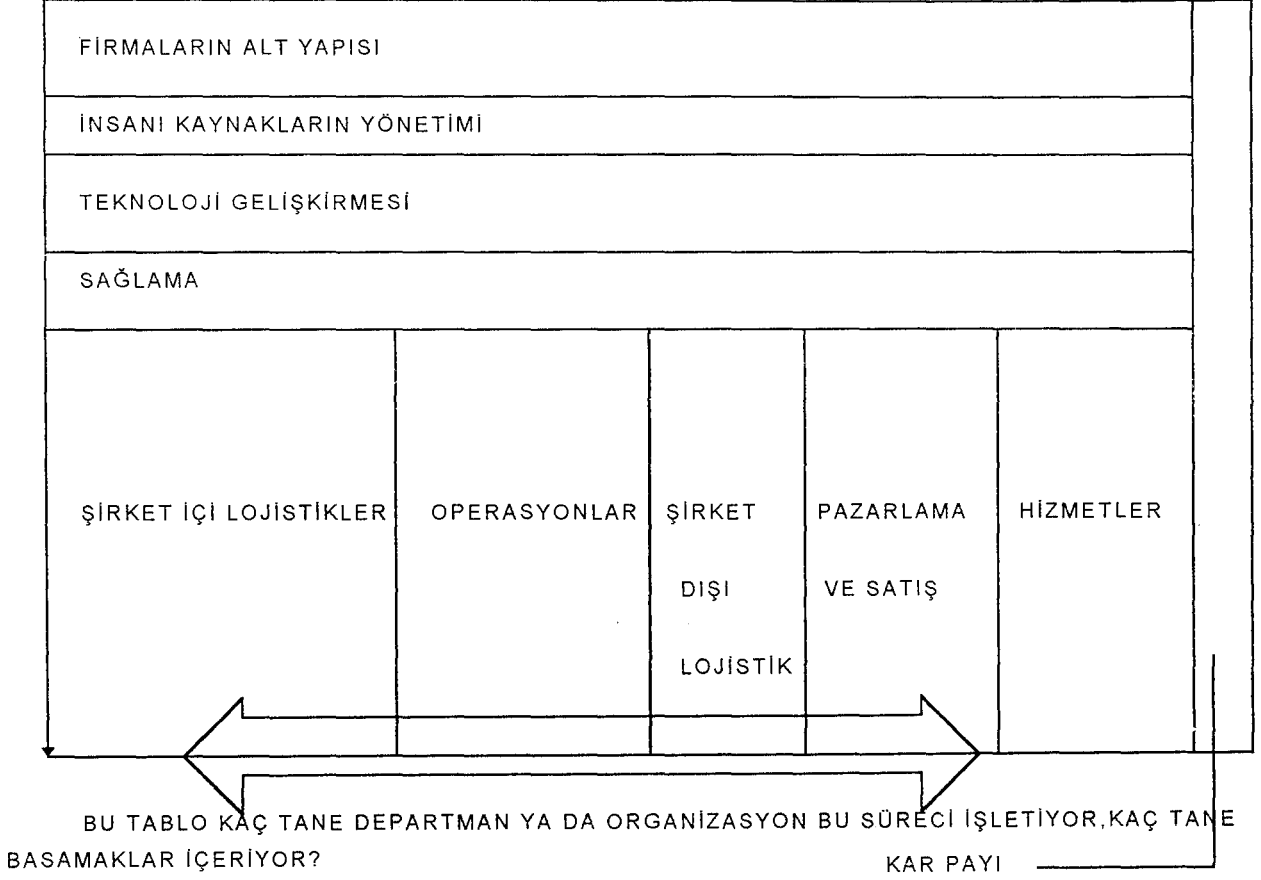 FİRMALARIN ALT YAPISI
İNSANI KAYNAKLARIN YÖNETİMİ
TEKNOLOJİ GELİŞKİRMESİ
SAĞLAMA
ŞİRKET İÇİ LOJİSTİKLER
OPERASYONLAR
ŞİRKET
DIŞI
LOJİSTİK
PAZARLAMA
VE SATIŞ
HİZMETLER
BU TABLO KAÇ TANE DEPARTMAN YA DA ORGANİZASYON BU SÜRECİ İŞLETİYOR,KAÇ TANE
BASAMAKLAR İÇERİYOR?
KAR PAYI